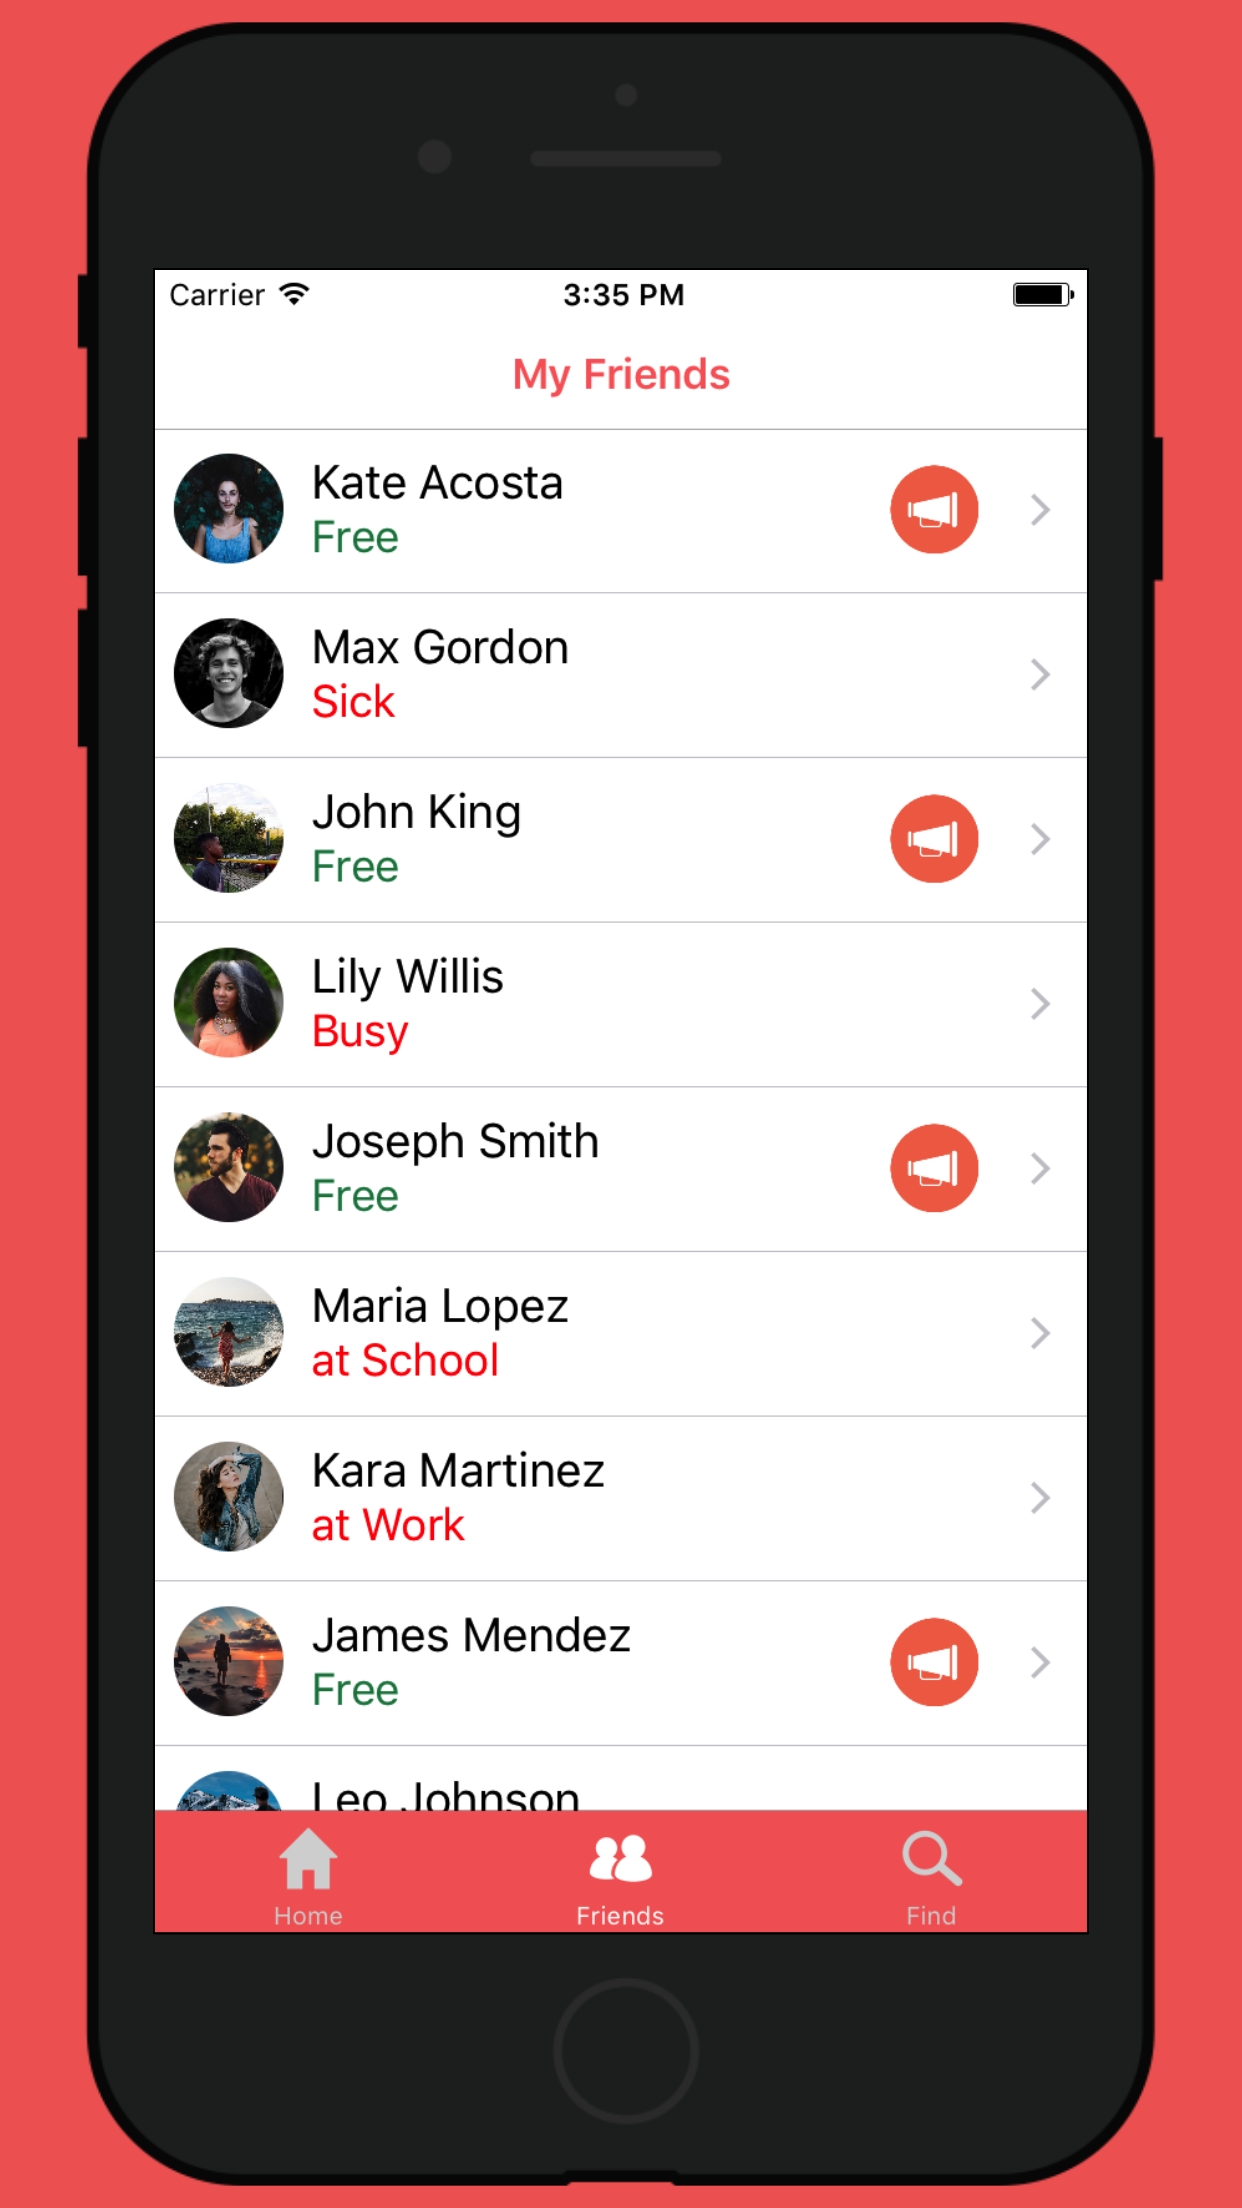 Carrier
3:35 PM
My Friends
Kate Acosta
Free
Max Gordon
Sick
John King
Free
Lily Willis
Busy
Joseph Smith
Free
Maria Lopez
at School
Kara Martinez
at Work
James Mendez
Free
Leo Johnson
Home
Friends
Find